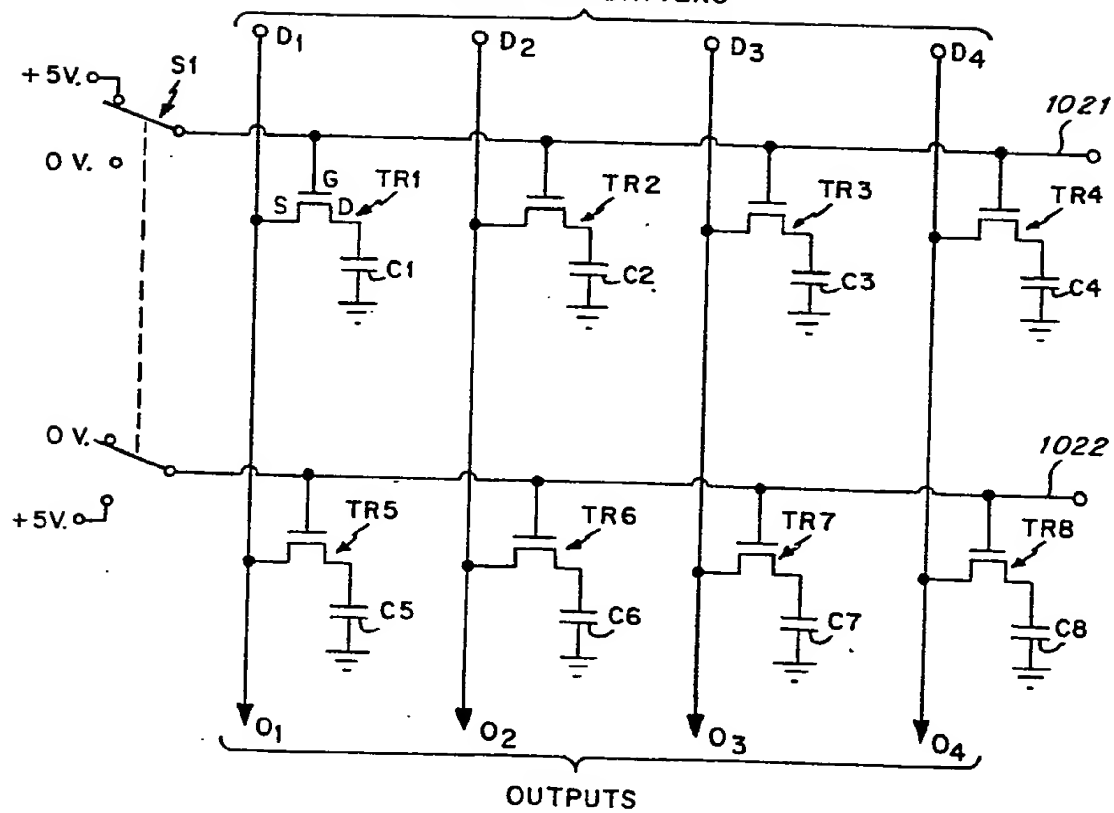 D1 D2 D3 D4
+5V. S1
1021
0 V.
G
S D TR1 TR2 TR3 TR4
C1 C2 C3 C4
0 V.
1022
+5V.
TR5 TR6 TR7 TR8
C5 C6 C7 C8
O1 O2 O3 O4
OUTPUTS